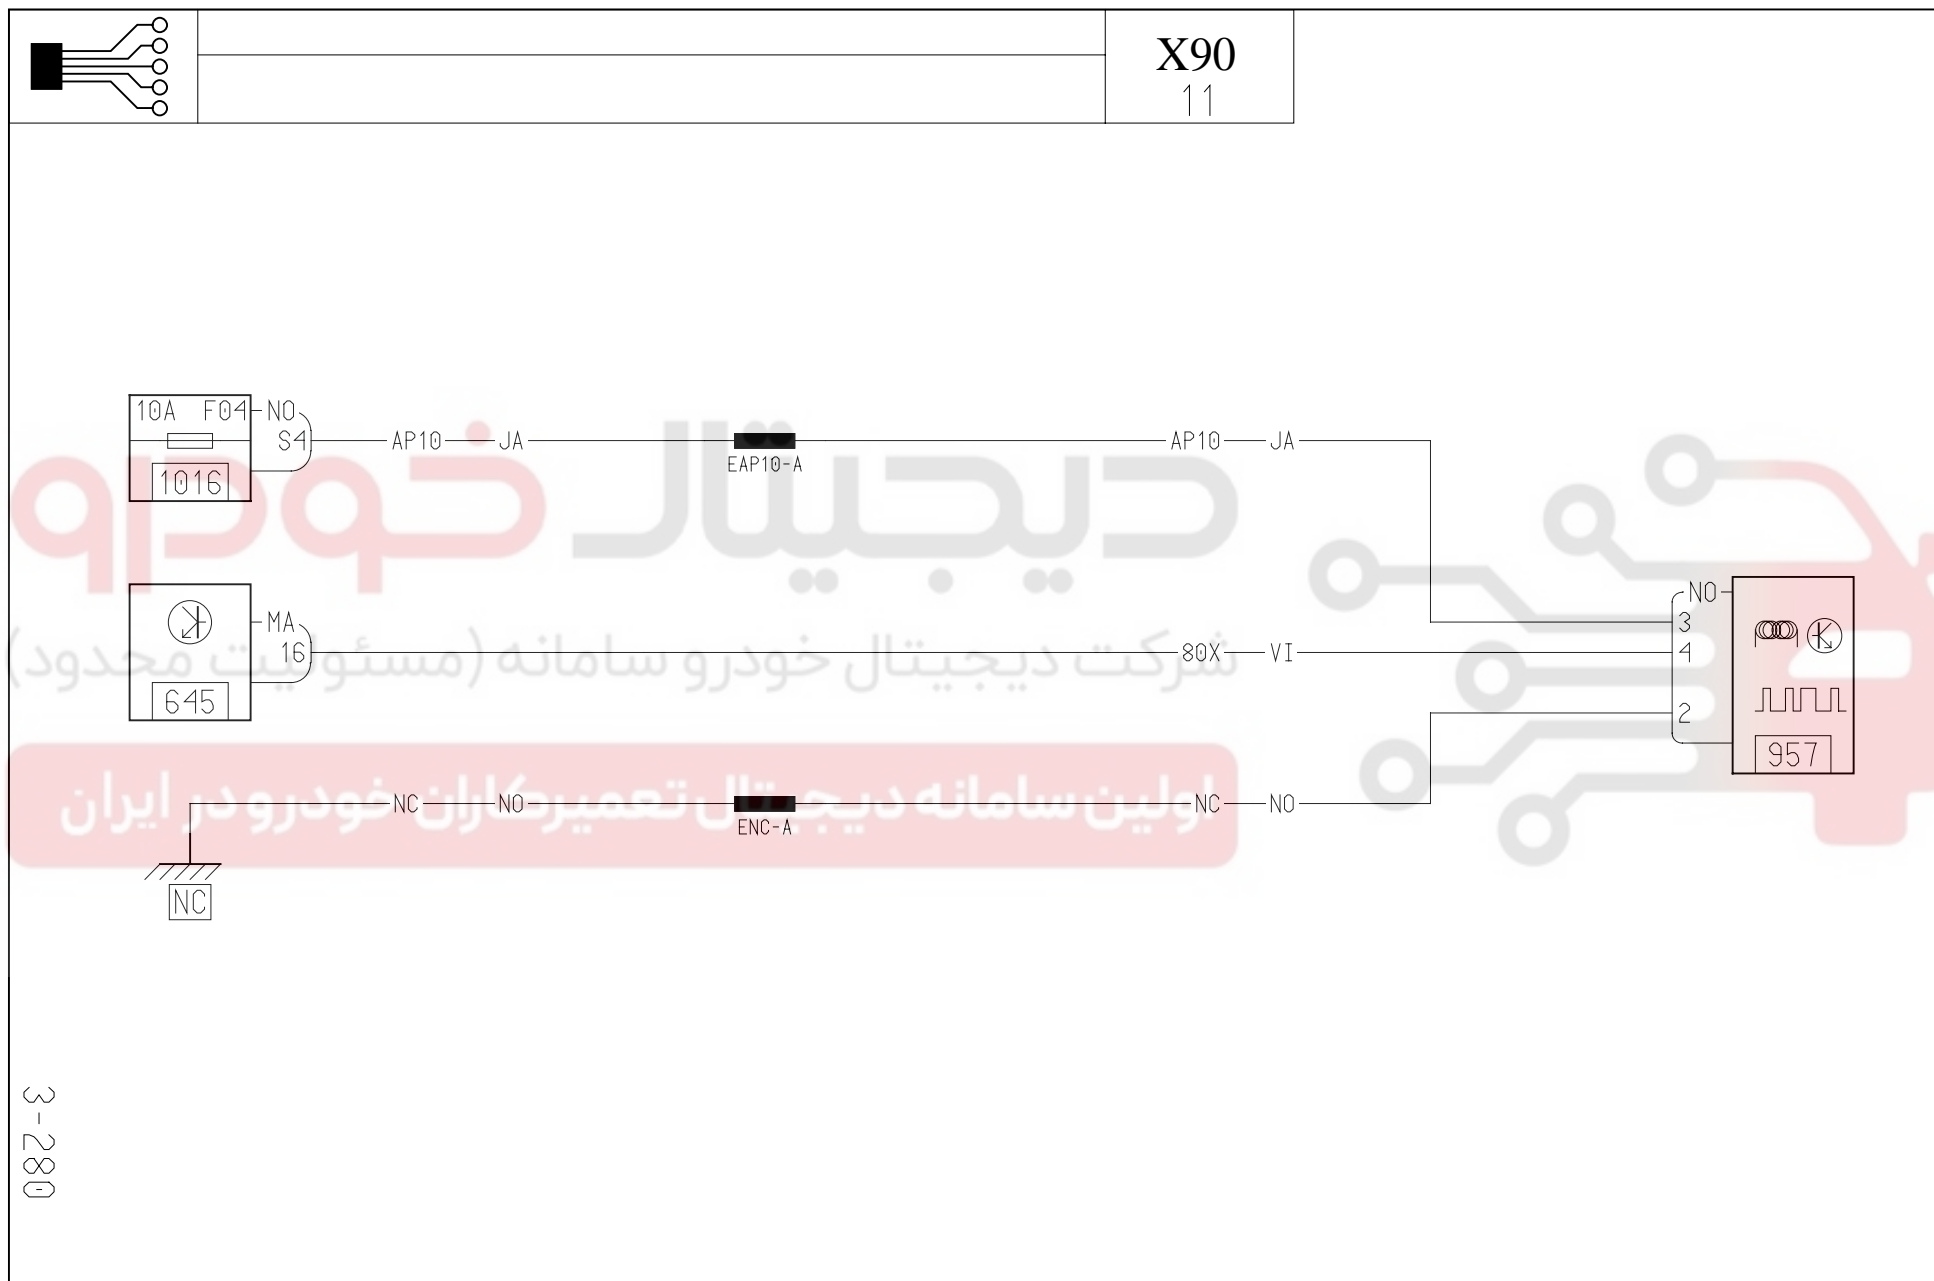 X90
11
10A F04 NO
S4 AP10 JA AP10 JA
EAP10-A
1016
دیجیتال خودرو
NO
3
MA
16 80X VI 4
شرکت دیجیتال خودرو سامانه (مسئولیت محدود)
645
2
957
NC NO NC NO
اولین سامانه دیجیتال تعمیرکاران خودرو در ایران
ENC-A
NC
3-280